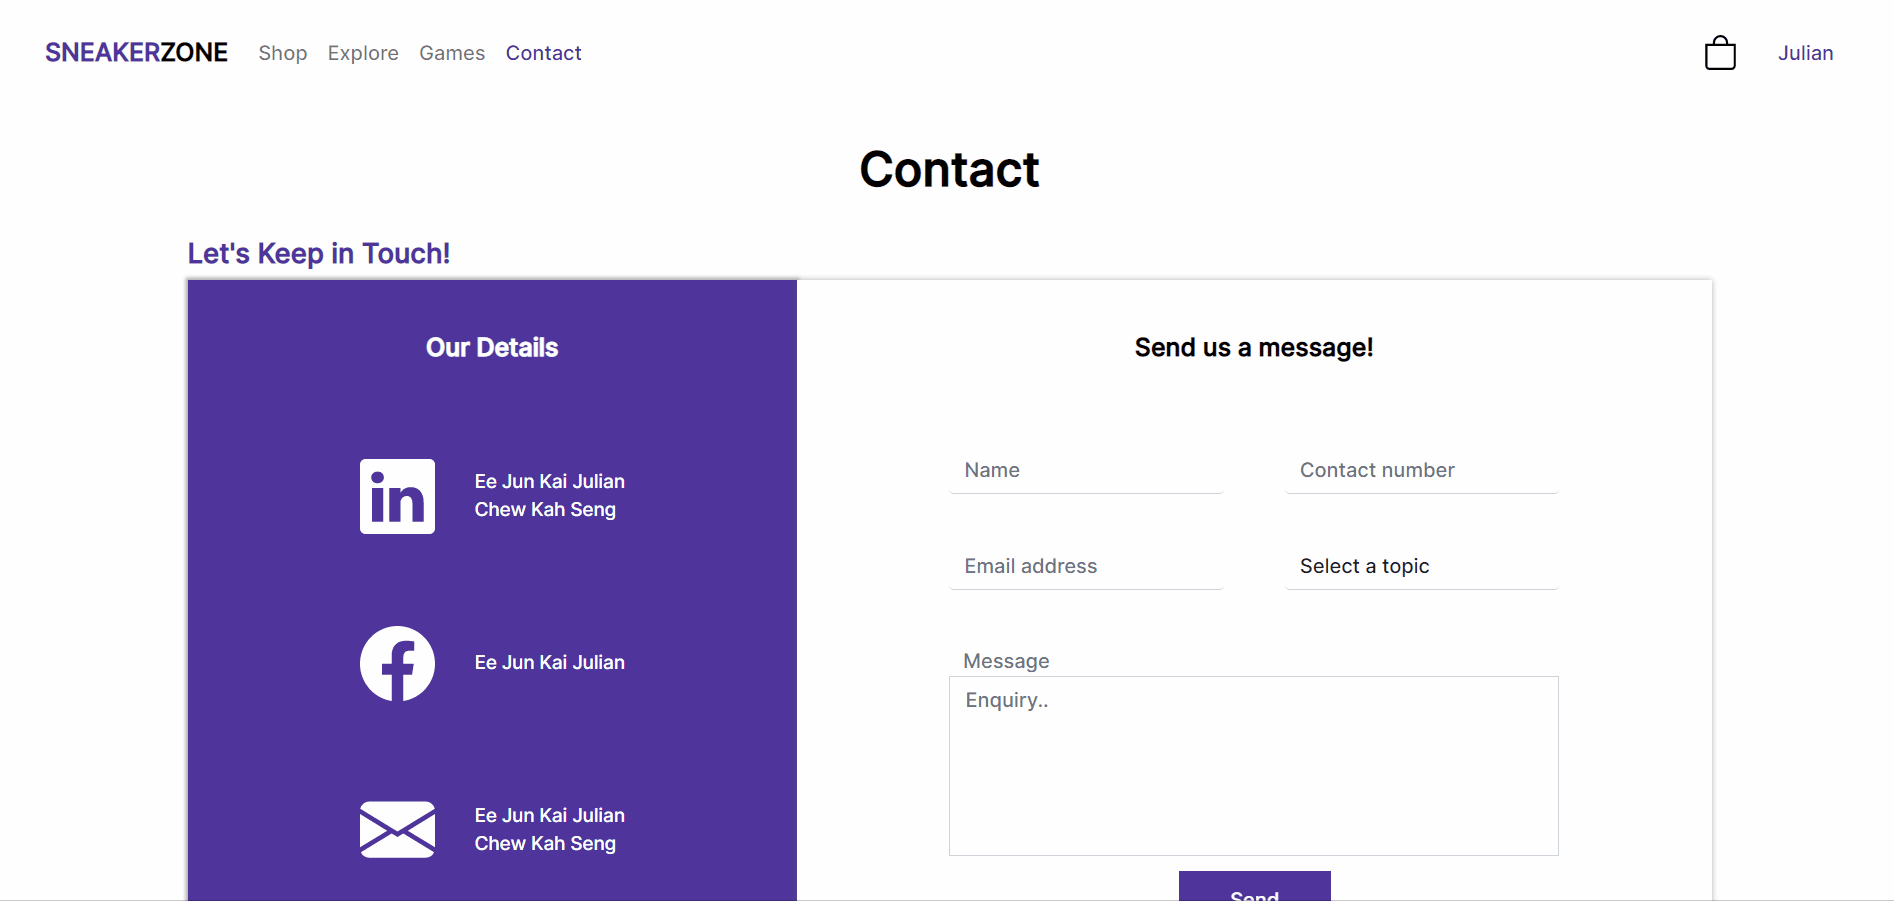 SNEAKERZONE Shop Explore Games Contact Julian
Contact
Let's Keep in Touch!
Our Details
in
Ee Jun Kai Julian
Chew Kah Seng
f
Ee Jun Kai Julian
Ee Jun Kai Julian
Chew Kah Seng
Send us a message!
Name Contact number
Email address Select a topic
Message
Enquiry..
Send